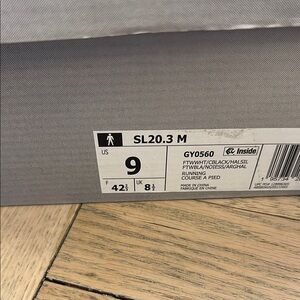 SL20.3 M
US
9
F
42⅔
UK
8½
GY0560
Inside
FTWWHT/CBLACK/HALSIL
FTWBLA/NOIESS/ARGHAL
RUNNING
COURSE A PIED
MADE IN CHINA
FABRIQUE EN CHINE